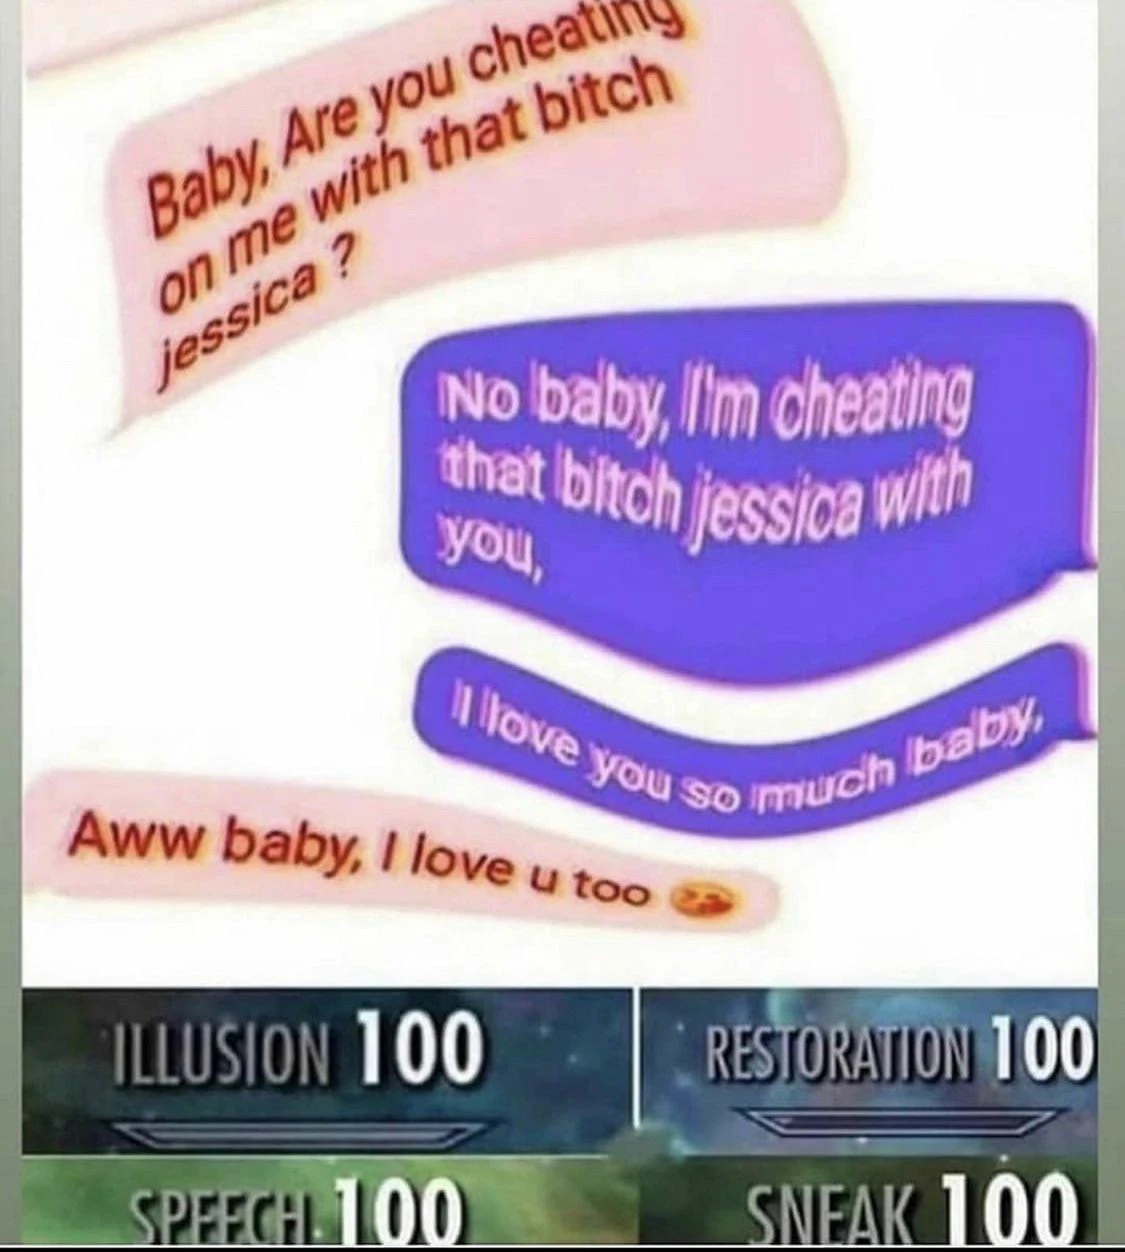 Baby, Are you cheating
on me with that bitch
jessica ?
No baby, I'm cheating
that bitch jessica with
you,
I love you so much baby,
Aww baby, I love u too 😘
ILLUSION 100
RESTORATION 100
SPEECH 100
SNEAK 100